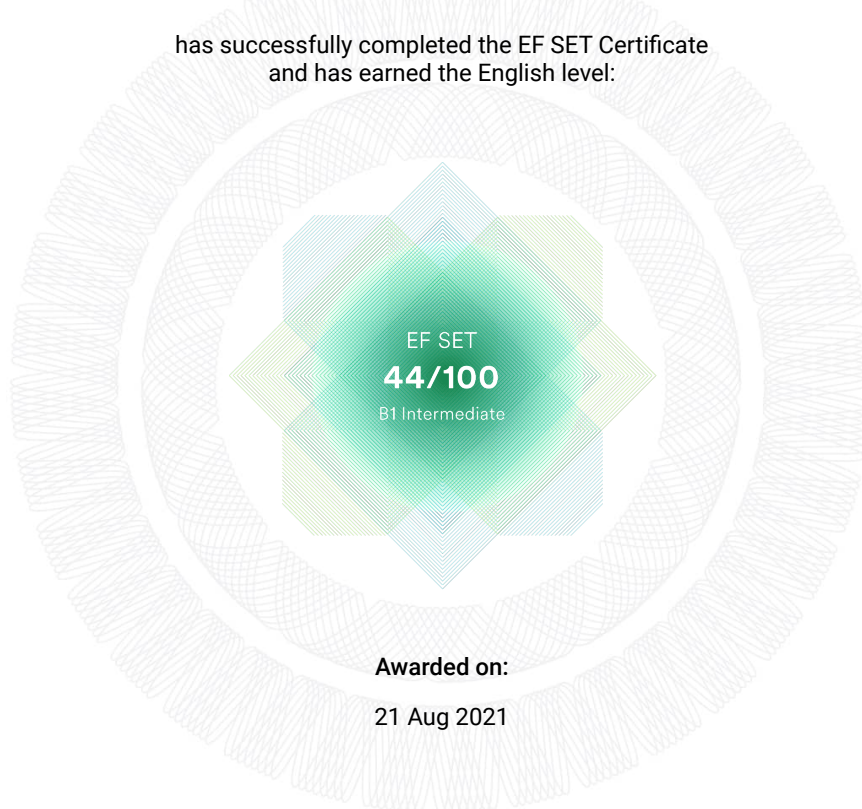 has successfully completed the EF SET Certificate
and has earned the English level:
EF SET
44/100
B1 Intermediate
Awarded on:
21 Aug 2021